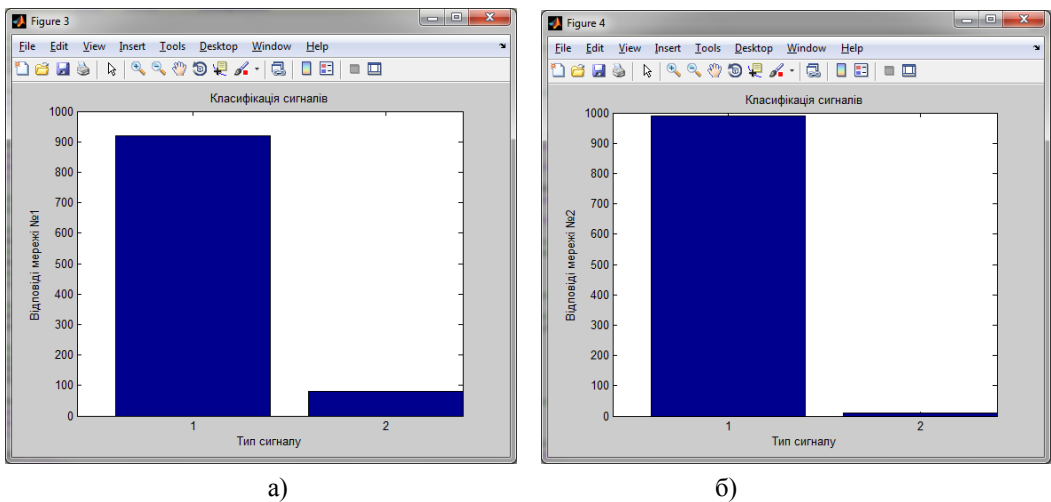 Figure 3
File Edit View Insert Tools Desktop Window Help
Класифікація сигналів
1000
900
800
700
600
500
400
300
200
100
0
Відповіді мережі №1
1 2
Тип сигналу
а)
Figure 4
File Edit View Insert Tools Desktop Window Help
Класифікація сигналів
1000
900
800
700
600
500
400
300
200
100
0
Відповіді мережі №2
1 2
Тип сигналу
б)